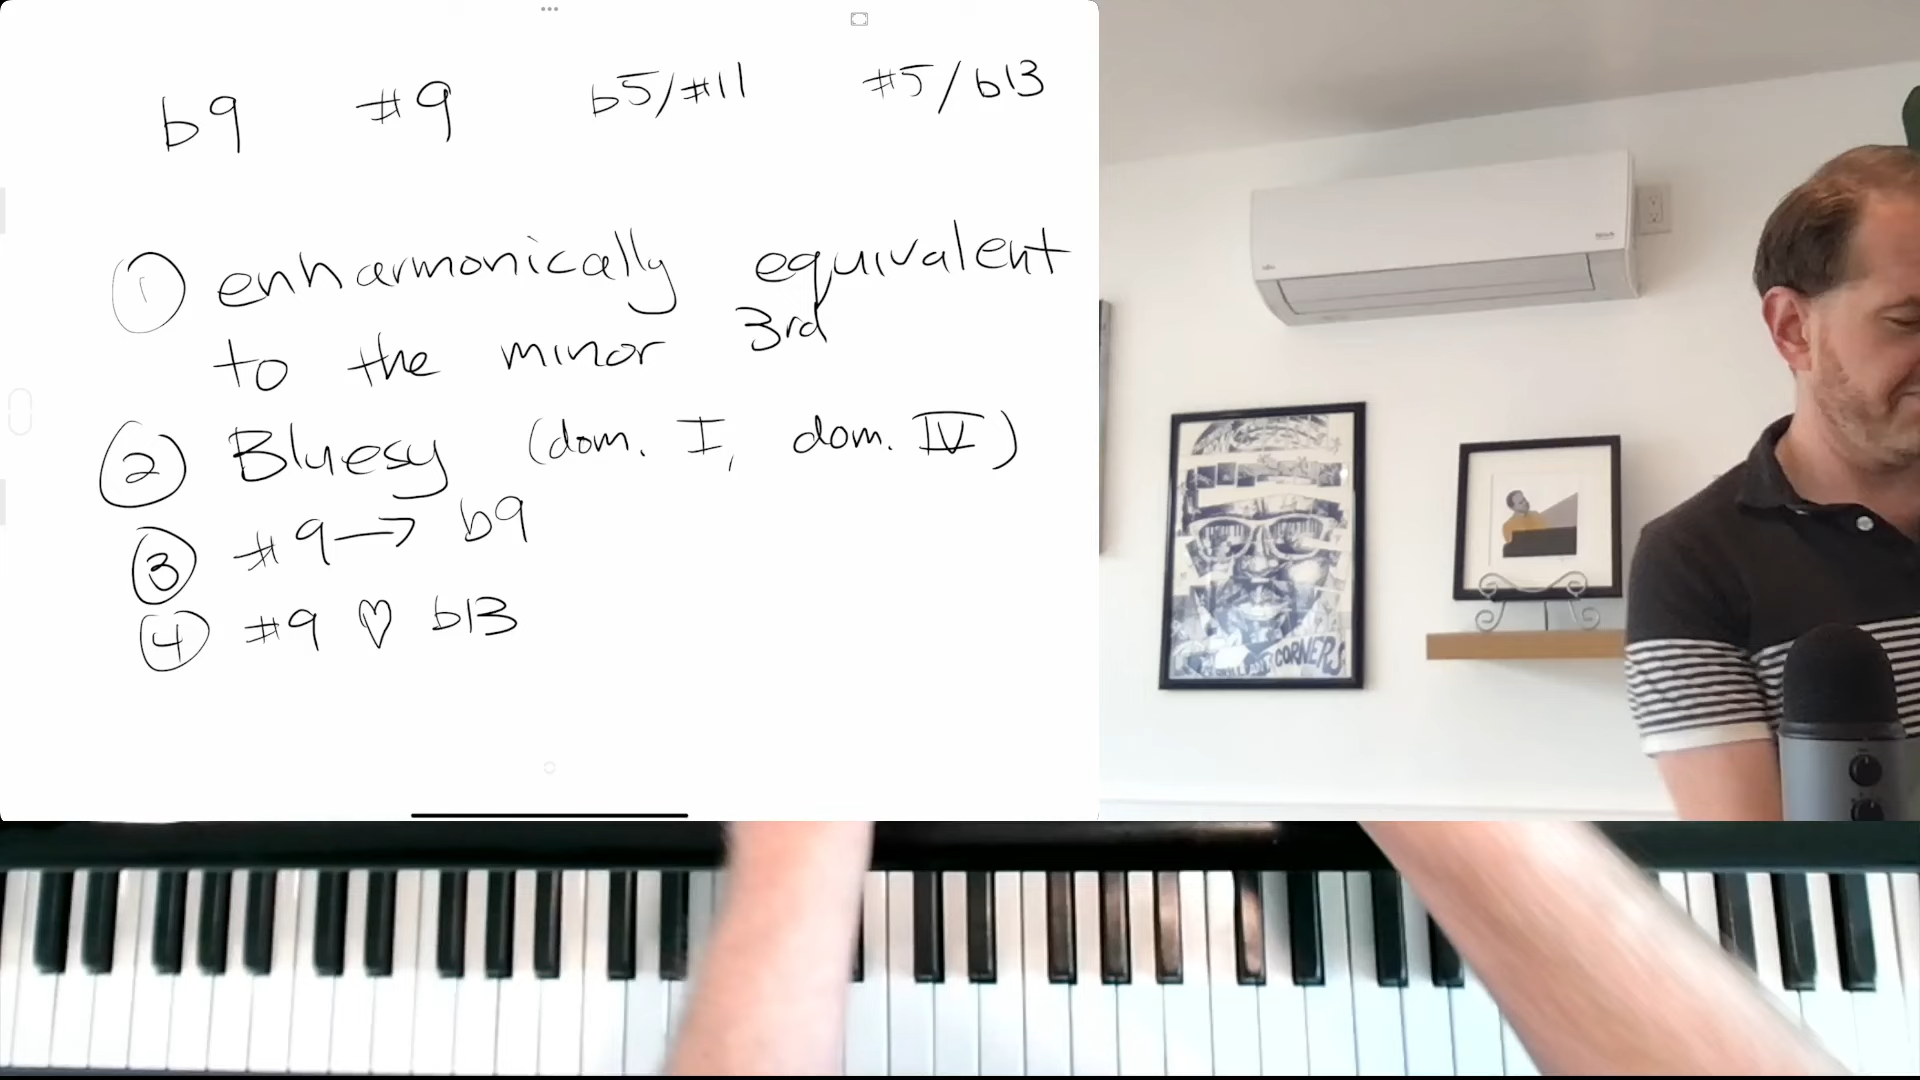 b9 #9 b5/#11 #5/b13
① enharmonically equivalent
to the minor 3rd
② Bluesy (dom. I, dom. IV)
③ #9 → b9
④ #9 ♡ b13
CORNERS